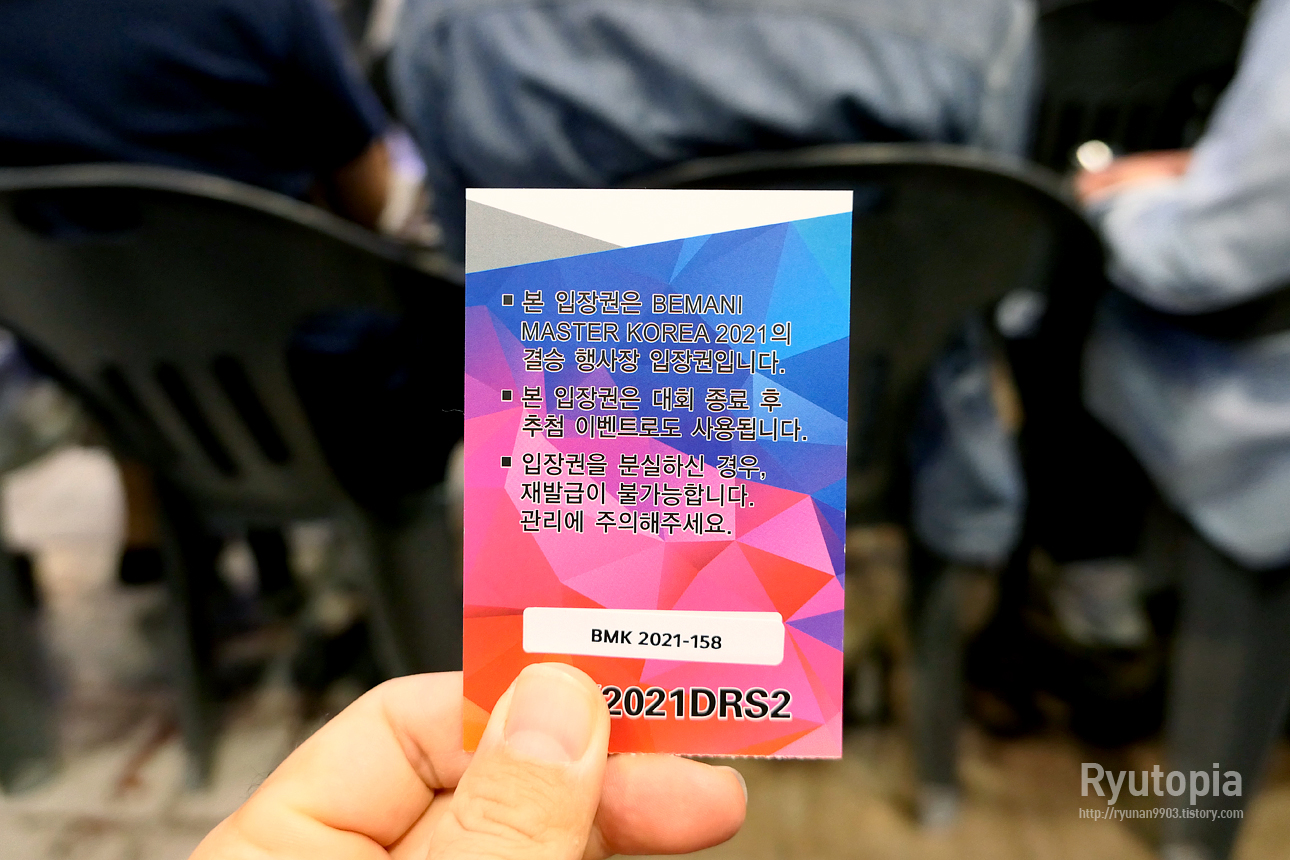 ■ 본 입장권은 BEMANI
MASTER KOREA 2021의
결승 행사장 입장권입니다.
■ 본 입장권은 대회 종료 후
추첨 이벤트로도 사용됩니다.
■ 입장권을 분실하신 경우,
재발급이 불가능합니다.
관리에 주의해주세요.
BMK 2021-158
2021DRS2
Ryutopia
http://ryunan9903.tistory.com